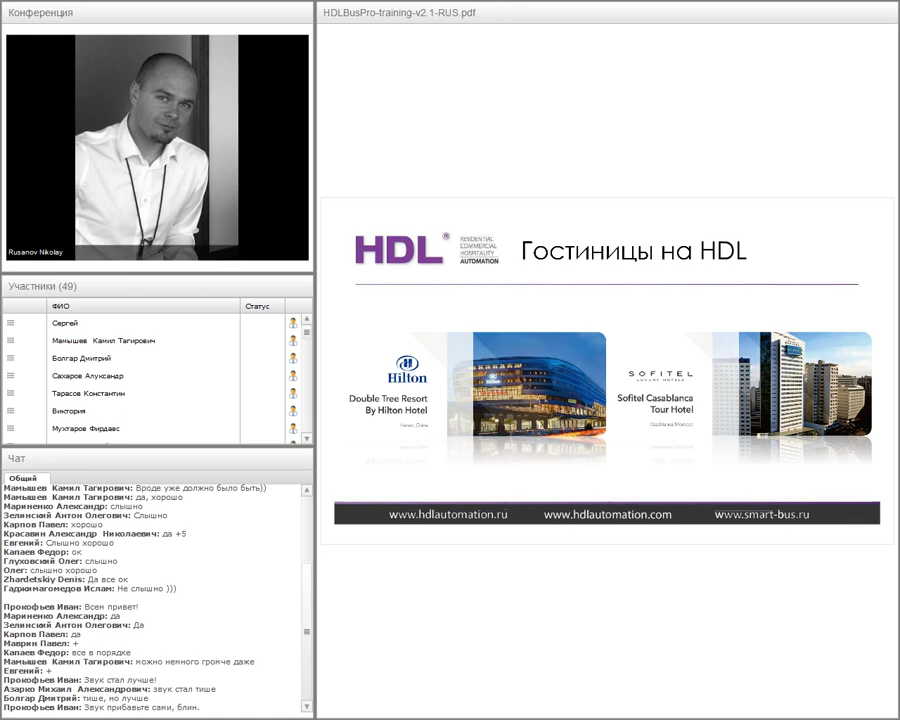 Конференция
Rusanov Nikolay
Участники (49)
ФИО Статус
Сергей
Мамышев Камил Тагирович
Болгар Дмитрий
Сахаров Алуксандр
Тарасов Константин
Виктория
Мухтаров Фирдавс
Чат
Общий
Мамышев Камил Тагирович: Вроде уже должно было быть))
Мамышев Камил Тагирович: да, хорошо
Мариненко Александр: слышно
Зелинский Антон Олегович: Слышно
Карпов Павел: хорошо
Красавин Александр Николаевич: да +5
Евгений: Слышно хорошо
Капаев Федор: ок
Глуховский Олег: слышно
Олег: слышно хорошо
Zhardetskiy Denis: Да все ок
Гаджимагомедов Ислам: Не слышно )))
Прокофьев Иван: Всем привет!
Мариненко Александр: да
Зелинский Антон Олегович: Да
Карпов Павел: да
Маврин Павел: +
Капаев Федор: все в порядке
Мамышев Камил Тагирович: можно немного громче даже
Евгений: +
Прокофьев Иван: Звук стал лучше!
Азарко Михаил Александрович: звук стал тише
Болгар Дмитрий: тише, но лучше
Прокофьев Иван: Звук прибавьте сами, блин.
HDLBusPro-training-v2.1-RUS.pdf
HDL®
RESIDENTIAL
COMMERCIAL
HOSPITALITY
AUTOMATION
Гостиницы на HDL
Hilton
Double Tree Resort
By Hilton Hotel
Hainan, China
SOFITEL
LUXURY HOTELS
Sofitel Casablanca
Tour Hotel
Casablanca, Morocco
www.hdlautomation.ru www.hdlautomation.com www.smart-bus.ru